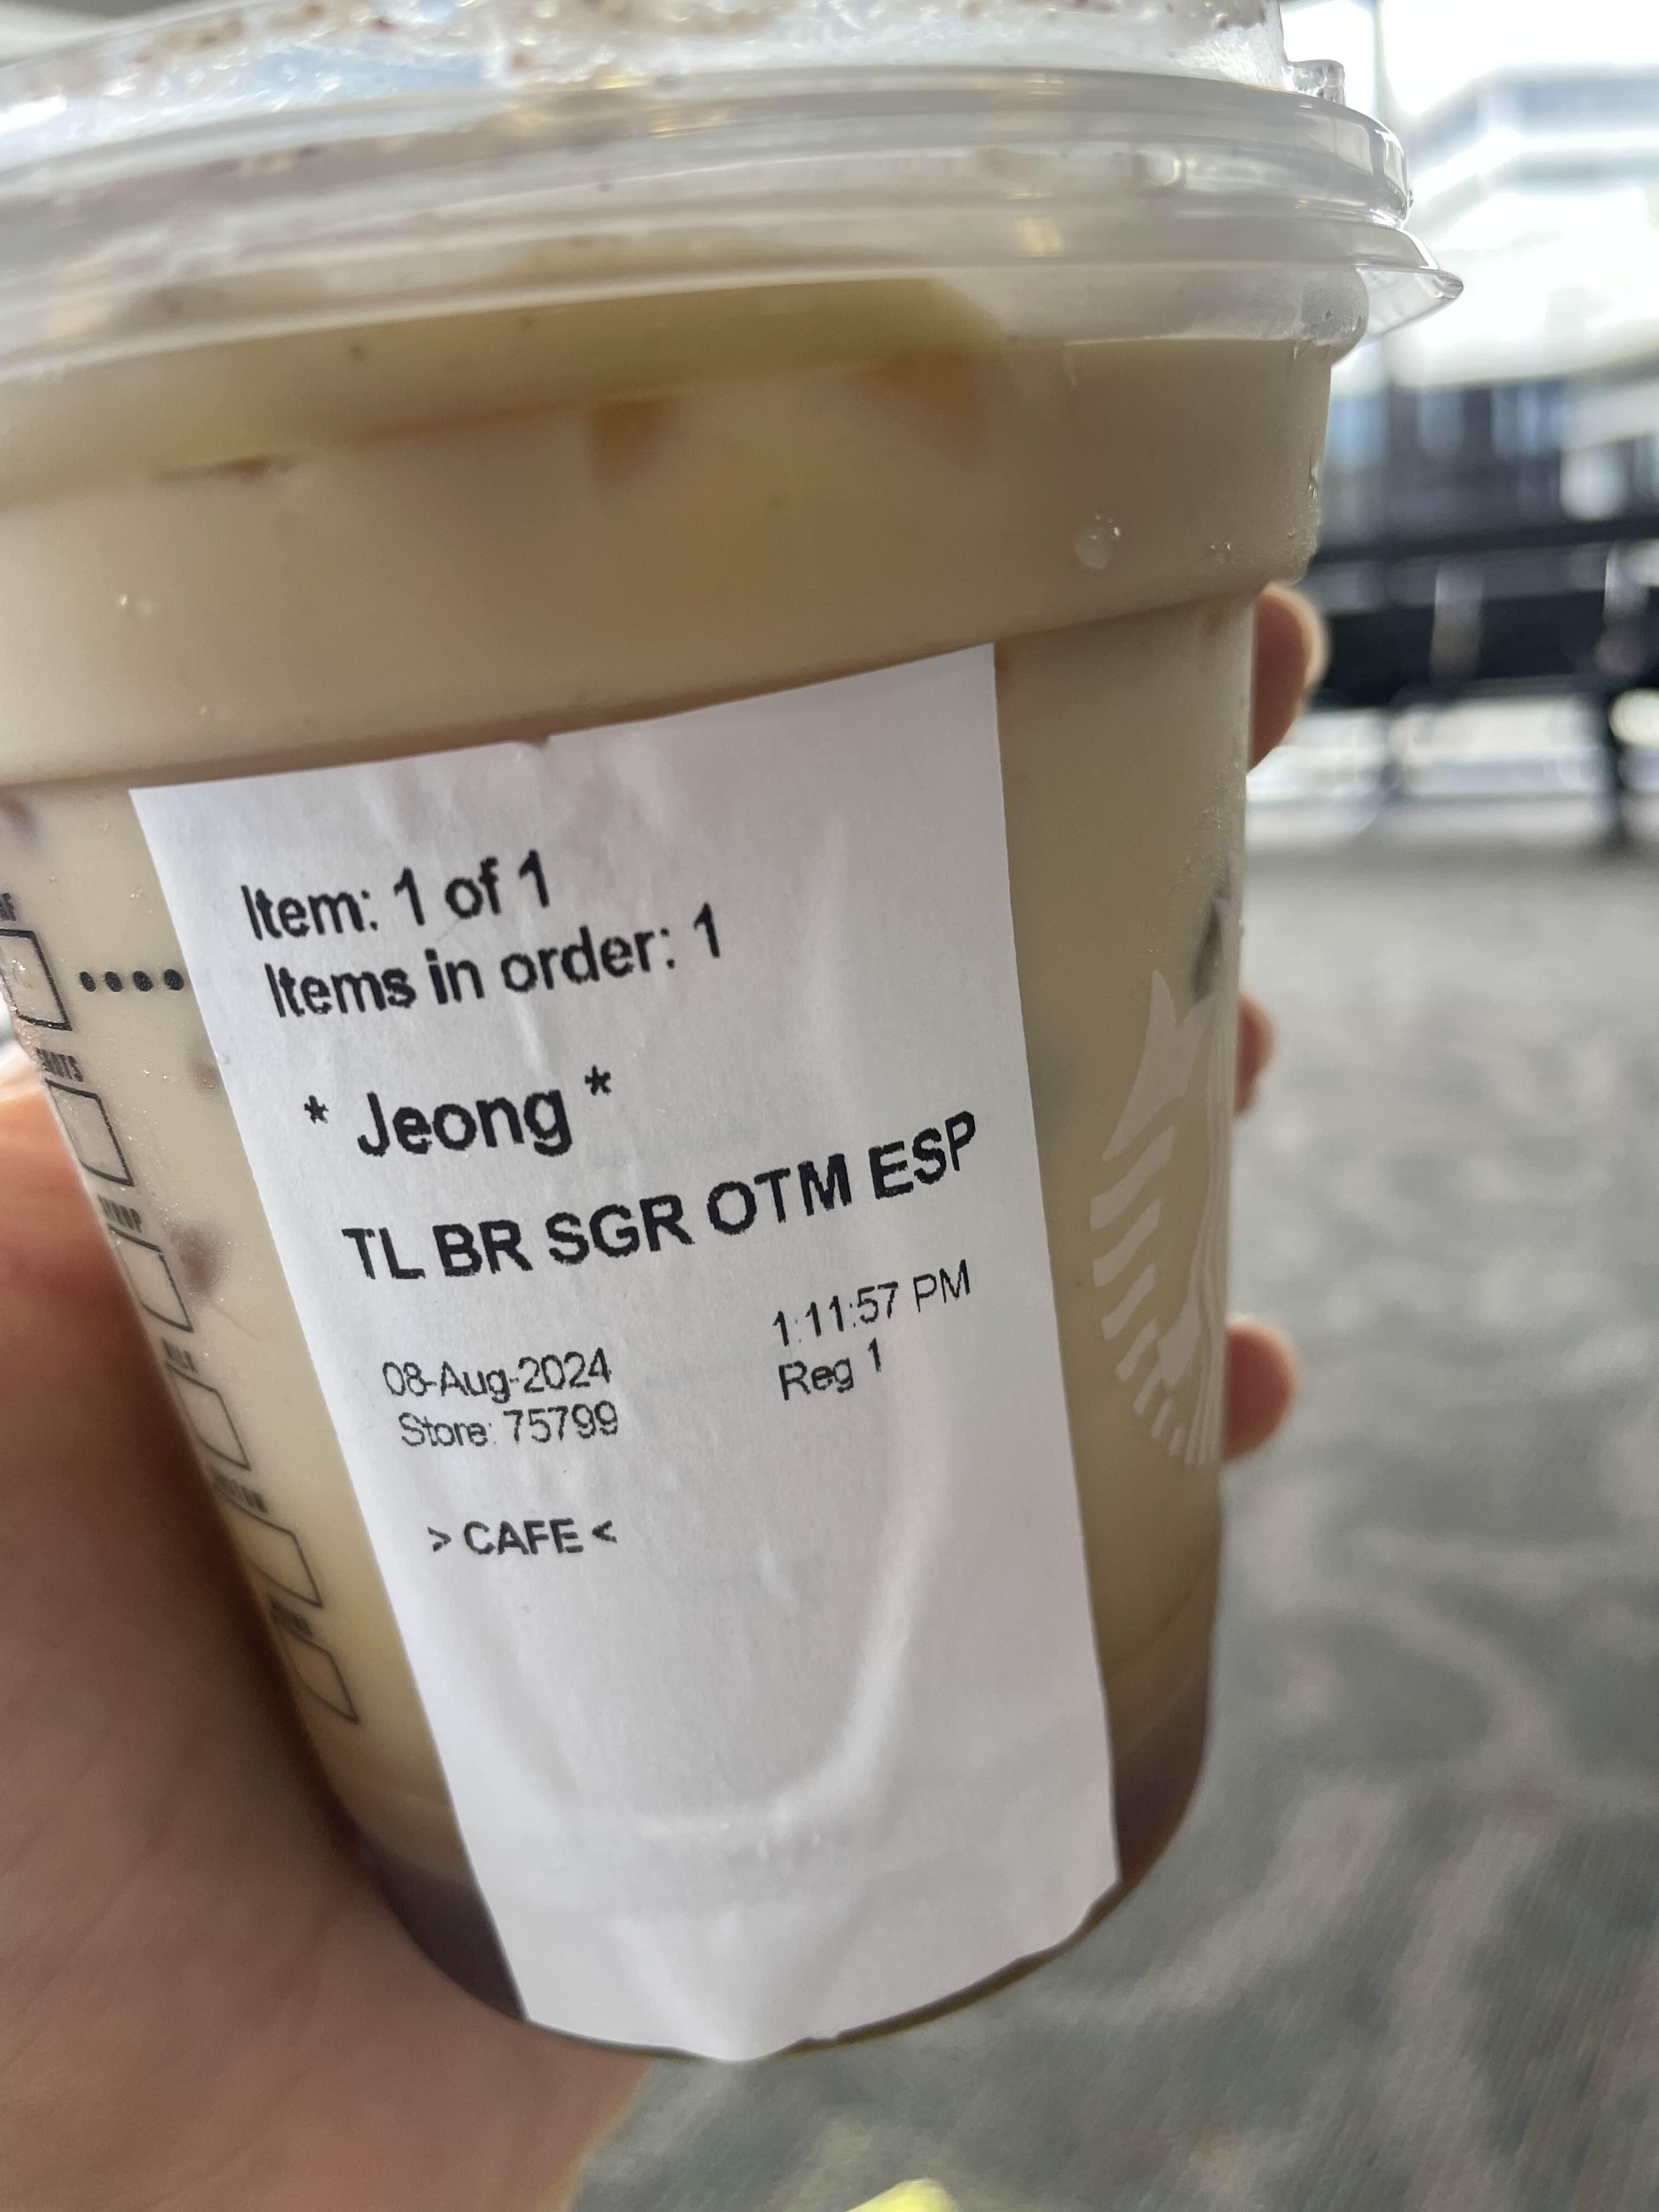 Item: 1 of 1
Items in order: 1
* Jeong *
TL BR SGR OTM ESP
08-Aug-2024 1:11:57 PM
Store: 75799 Reg 1
> CAFE <